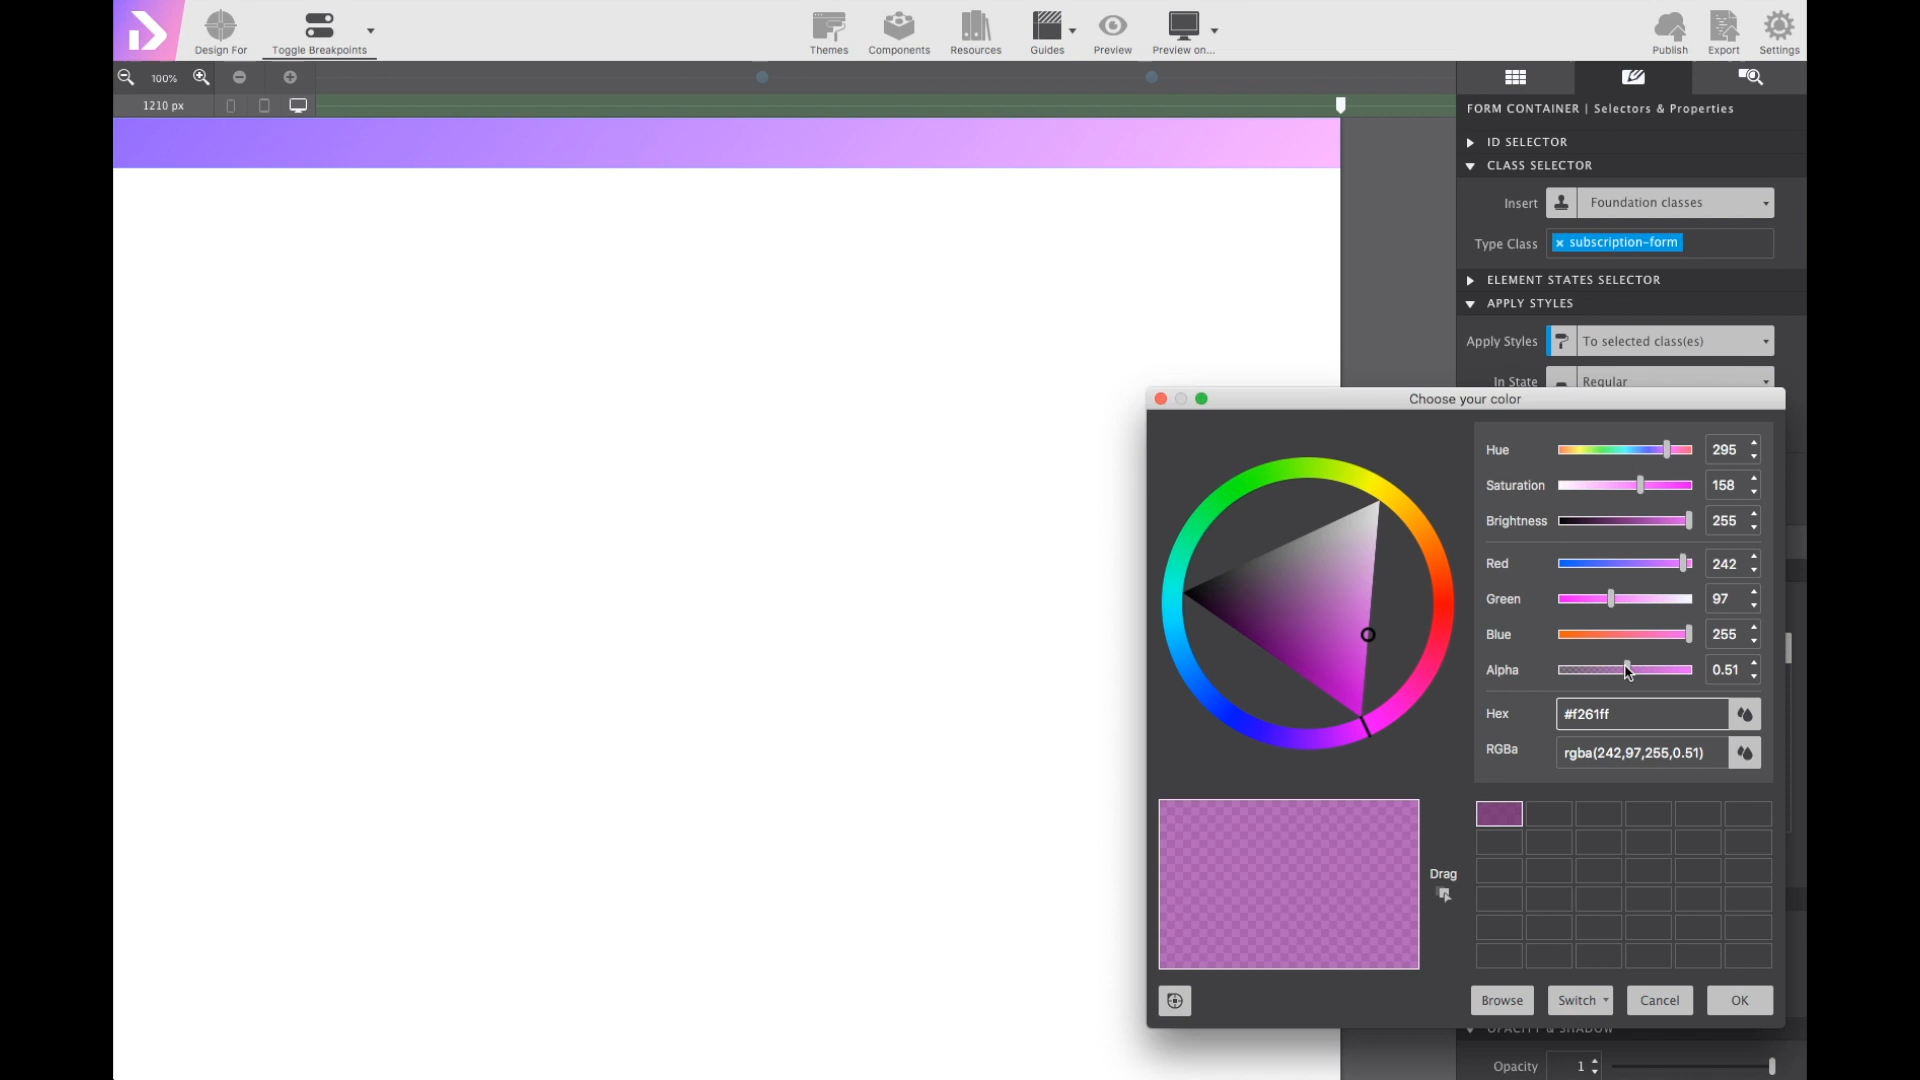 Design For
Toggle Breakpoints
Themes
Components
Resources
Guides
Preview
Preview on...
Publish
Export
Settings
100%
1210 px
FORM CONTAINER | Selectors & Properties
ID SELECTOR
CLASS SELECTOR
Insert
Foundation classes
Type Class
× subscription-form
ELEMENT STATES SELECTOR
APPLY STYLES
Apply Styles
To selected class(es)
In State
Regular
Choose your color
Hue
295
Saturation
158
Brightness
255
Red
242
Green
97
Blue
255
Alpha
0.51
Hex
#f261ff
RGBa
rgba(242,97,255,0.51)
Drag
Browse
Switch
Cancel
OK
OPACITY & SHADOW
Opacity
1